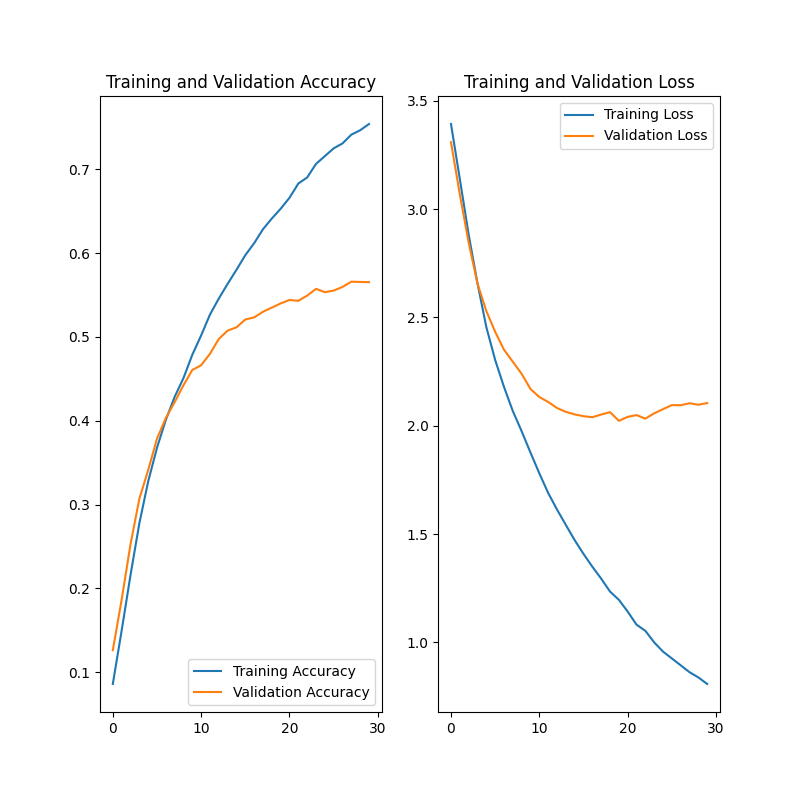 Training and Validation Accuracy
0.7
0.6
0.5
0.4
0.3
0.2
0.1
0 10 20 30
Training Accuracy
Validation Accuracy
Training and Validation Loss
3.5
3.0
2.5
2.0
1.5
1.0
0 10 20 30
Training Loss
Validation Loss